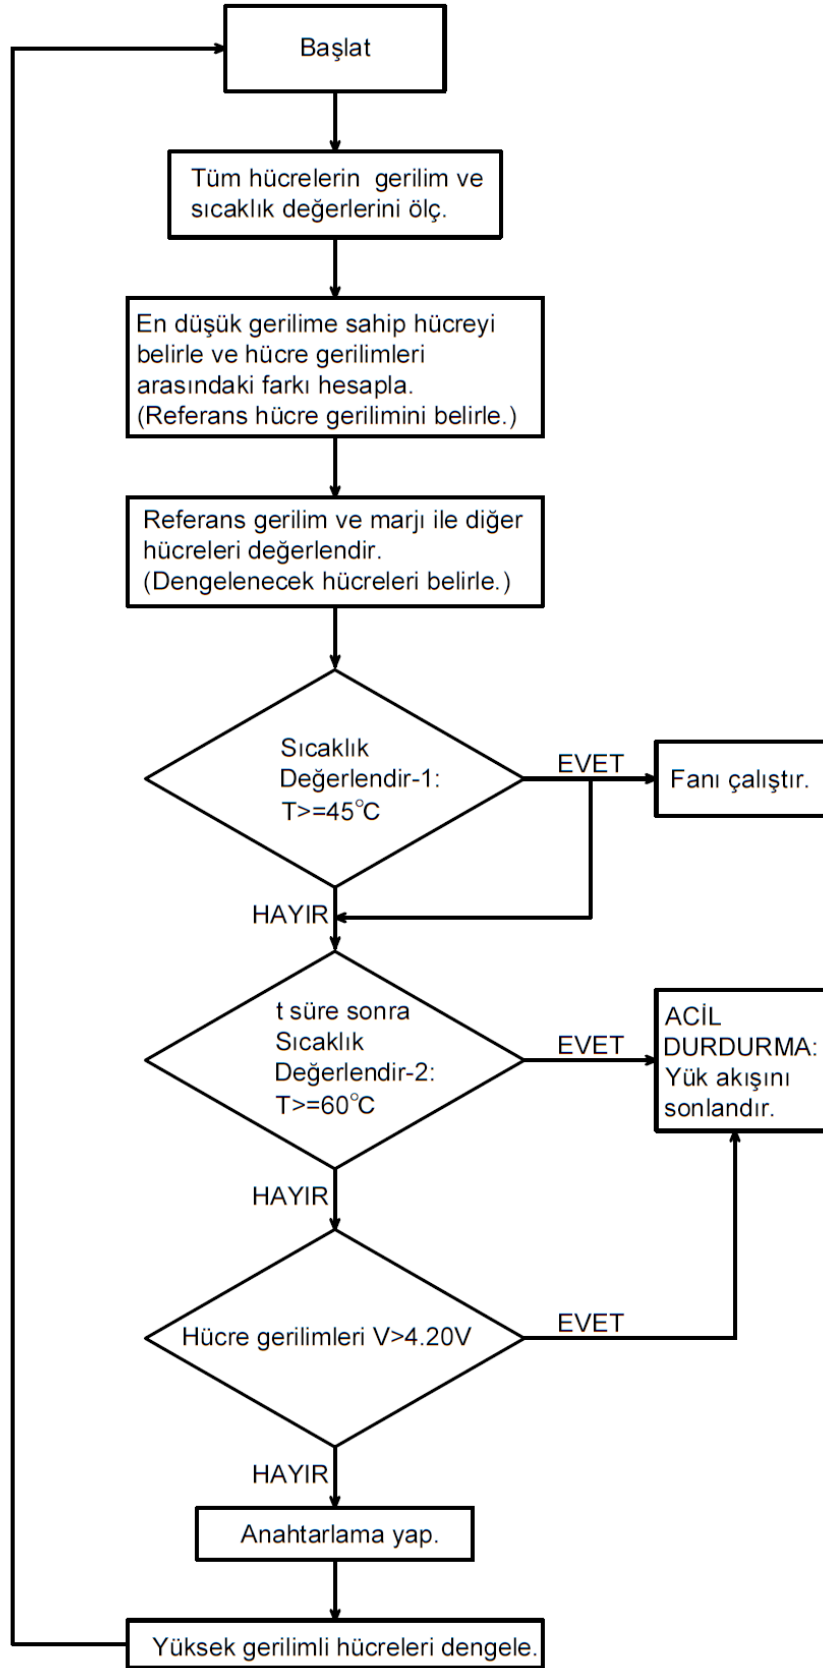 Başlat
Tüm hücrelerin gerilim ve
sıcaklık değerlerini ölç.
En düşük gerilime sahip hücreyi
belirle ve hücre gerilimleri
arasındaki farkı hesapla.
(Referans hücre gerilimini belirle.)
Referans gerilim ve marjı ile diğer
hücreleri değerlendir.
(Dengelenecek hücreleri belirle.)
Sıcaklık
Değerlendir-1:
T>=45°C
EVET
Fanı çalıştır.
HAYIR
t süre sonra
Sıcaklık
Değerlendir-2:
T>=60°C
EVET
ACİL
DURDURMA:
Yük akışını
sonlandır.
HAYIR
Hücre gerilimleri V>4.20V
EVET
HAYIR
Anahtarlama yap.
Yüksek gerilimli hücreleri dengele.